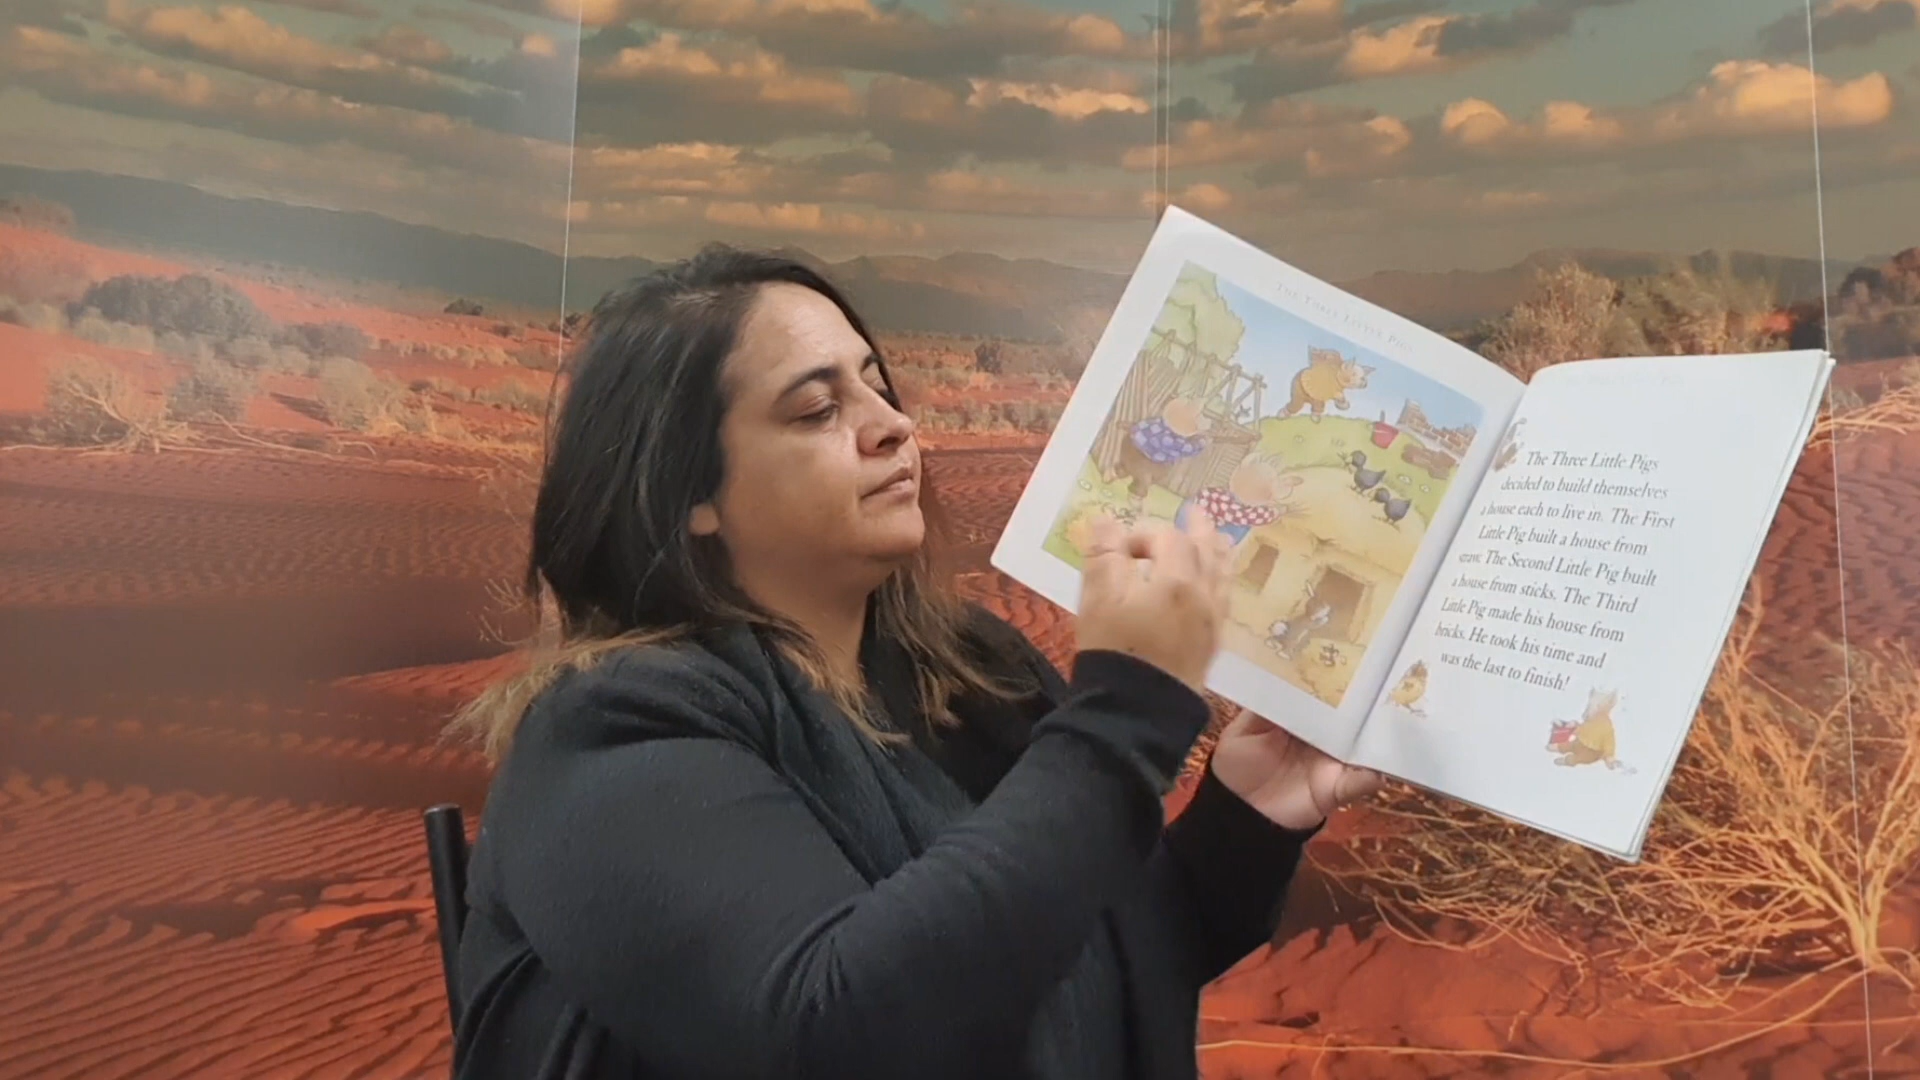 THE THREE LITTLE PIGS
The Three Little Pigs
decided to build themselves
a house each to live in. The First
Little Pig built a house from
straw. The Second Little Pig built
a house from sticks. The Third
Little Pig made his house from
bricks. He took his time and
was the last to finish!